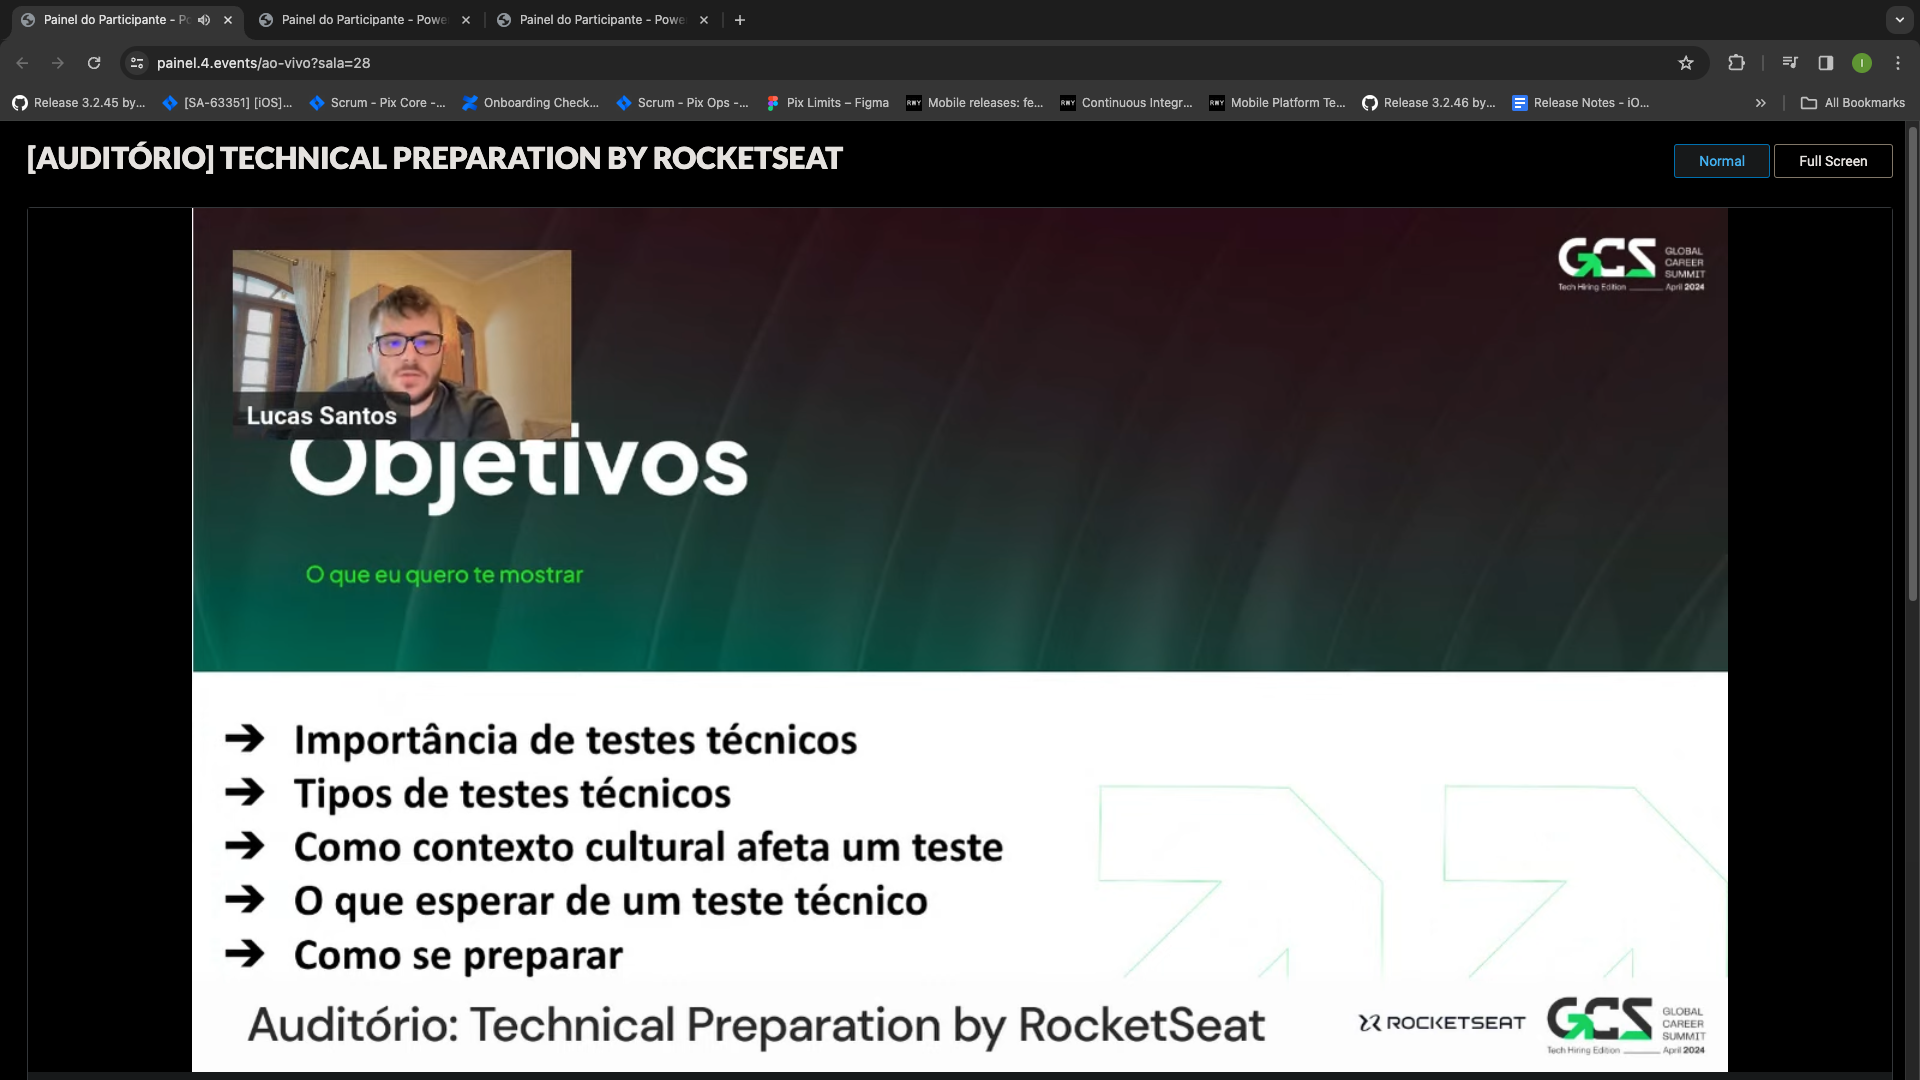 Painel do Participante - Po
Painel do Participante - Powe
Painel do Participante - Powe
painel.4.events/ao-vivo?sala=28
Release 3.2.45 by...
[SA-63351] [iOS]...
Scrum - Pix Core -...
Onboarding Check...
Scrum - Pix Ops -...
Pix Limits – Figma
Mobile releases: fe...
Continuous Integr...
Mobile Platform Te...
Release 3.2.46 by...
Release Notes - iO...
All Bookmarks
[AUDITÓRIO] TECHNICAL PREPARATION BY ROCKETSEAT
Normal
Full Screen
GCS GLOBAL CAREER SUMMIT
Tech Hiring Edition April 2024
Lucas Santos
Objetivos
O que eu quero te mostrar
➔ Importância de testes técnicos
➔ Tipos de testes técnicos
➔ Como contexto cultural afeta um teste
➔ O que esperar de um teste técnico
➔ Como se preparar
Auditório: Technical Preparation by RocketSeat
ROCKETSEAT
GCS GLOBAL CAREER SUMMIT
Tech Hiring Edition April 2024